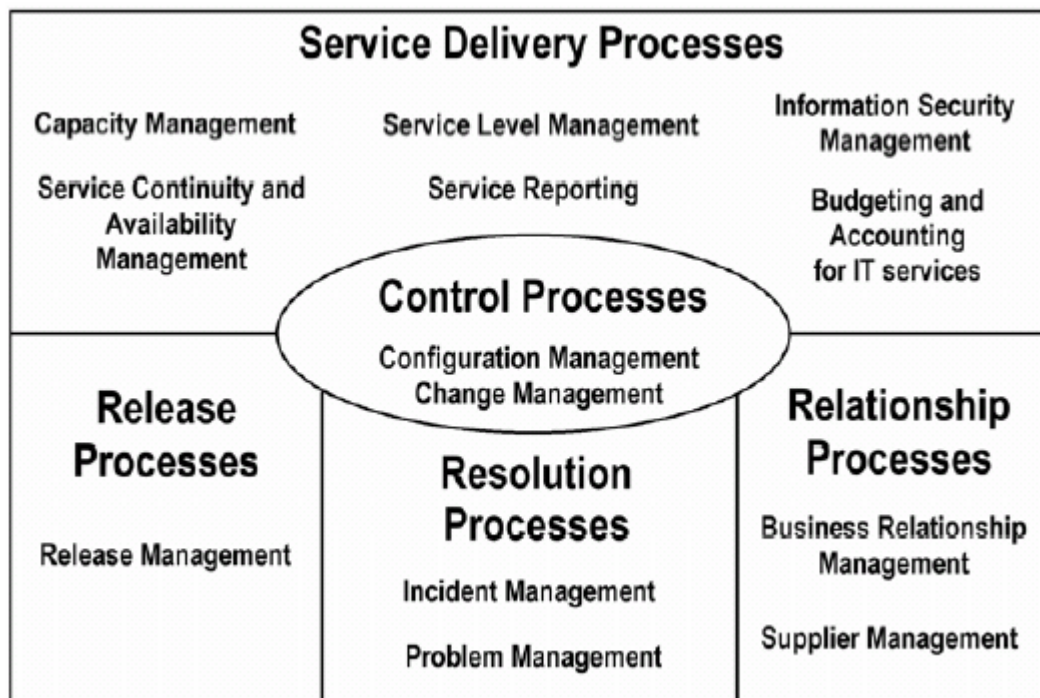 Service Delivery Processes
Capacity Management
Service Continuity and
Availability
Management
Service Level Management
Service Reporting
Information Security
Management
Budgeting and
Accounting
for IT services
Control Processes
Configuration Management
Change Management
Release
Processes
Release Management
Resolution
Processes
Incident Management
Problem Management
Relationship
Processes
Business Relationship
Management
Supplier Management